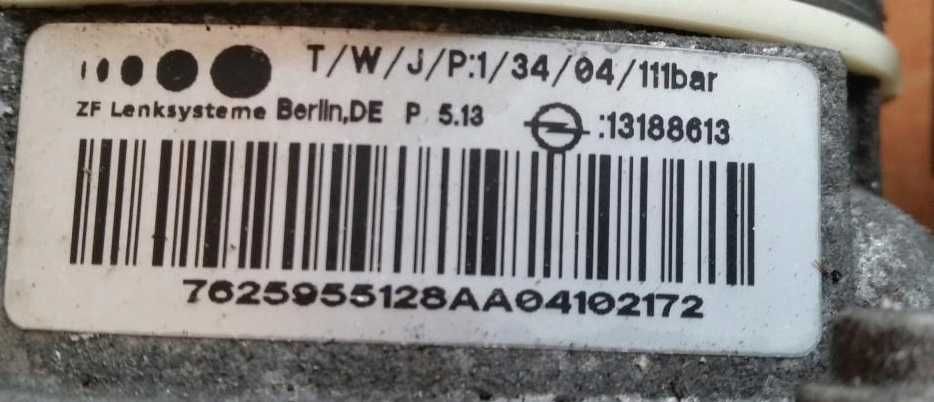 T/W/J/P:1/34/04/111bar
ZF Lenksysteme Berlin,DE P 5.13
:13188613
7625955128AA04102172